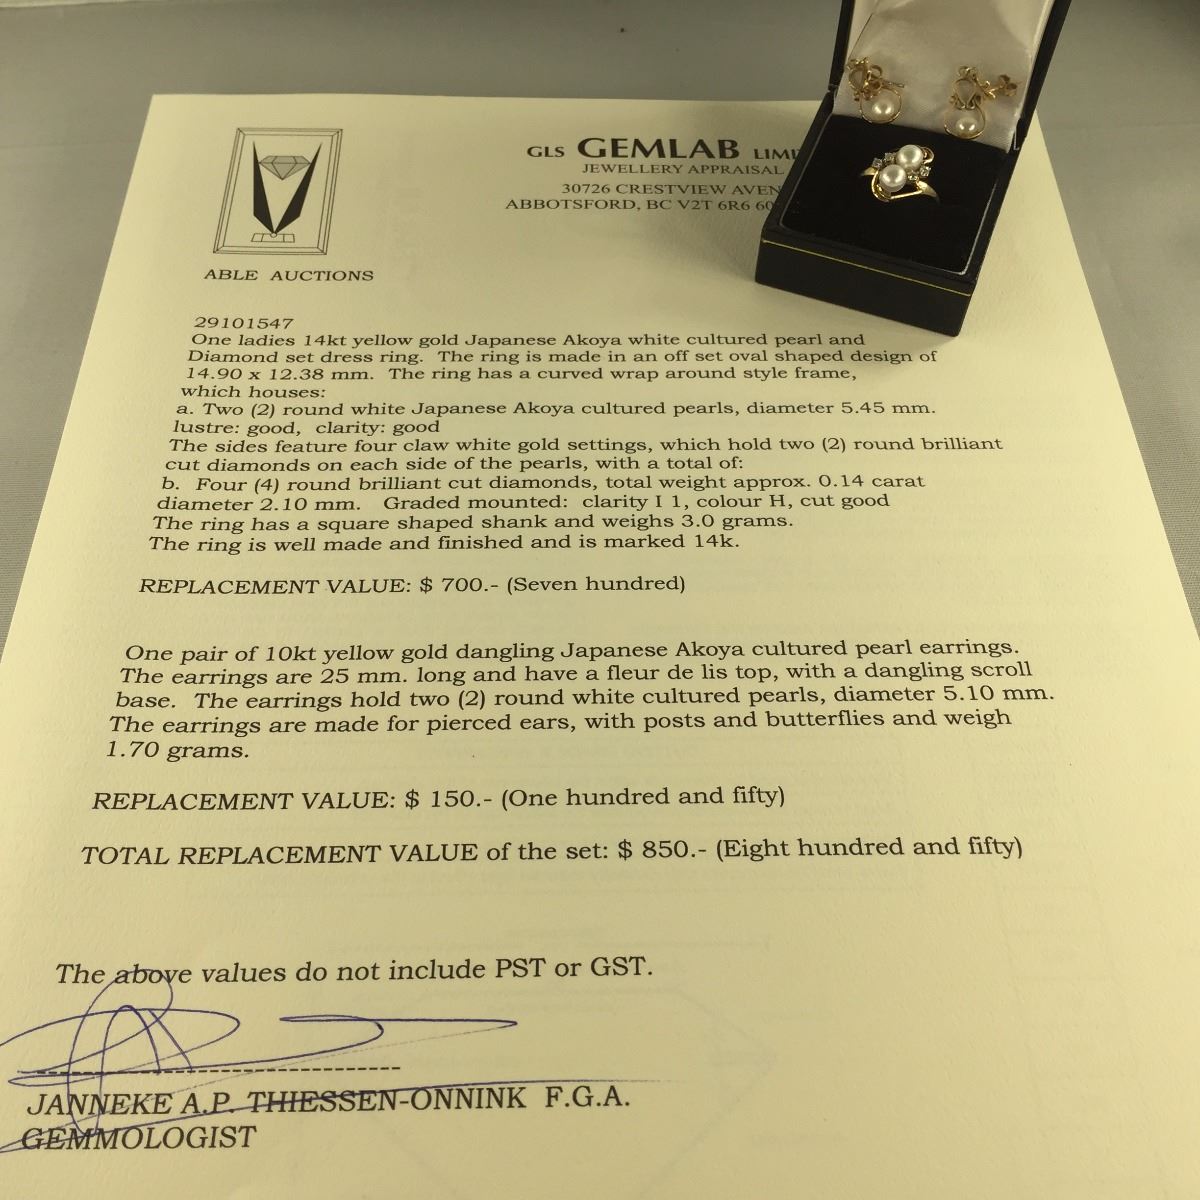 GLS GEMLAB
JEWELLERY APPRAISAL
30726 CRESTVIEW
ABBOTSFORD, BC V2T 6R6
ABLE AUCTIONS
29101547
One ladies 14kt yellow gold Japanese Akoya white cultured pearl and
Diamond set dress ring. The ring is made in an off set oval shaped design of
14.90 x 12.38 mm. The ring has a curved wrap around style frame,
which houses:
a. Two (2) round white Japanese Akoya cultured pearls, diameter 5.45 mm.
lustre: good, clarity: good
The sides feature four claw white gold settings, which hold two (2) round brilliant
cut diamonds on each side of the pearls, with a total of:
b. Four (4) round brilliant cut diamonds, total weight approx. 0.14 carat
diameter 2.10 mm. Graded mounted: clarity I 1, colour H, cut good
The ring has a square shaped shank and weighs 3.0 grams.
The ring is well made and finished and is marked 14k.
REPLACEMENT VALUE: $ 700.- (Seven hundred)
One pair of 10kt yellow gold dangling Japanese Akoya cultured pearl earrings.
The earrings are 25 mm. long and have a fleur de lis top, with a dangling scroll
base. The earrings hold two (2) round white cultured pearls, diameter 5.10 mm.
The earrings are made for pierced ears, with posts and butterflies and weigh
1.70 grams.
REPLACEMENT VALUE: $ 150.- (One hundred and fifty)
TOTAL REPLACEMENT VALUE of the set: $ 850.- (Eight hundred and fifty)
The above values do not include PST or GST.
JANNEKE A.P. THIESSEN-ONNINK F.G.A.
GEMMOLOGIST